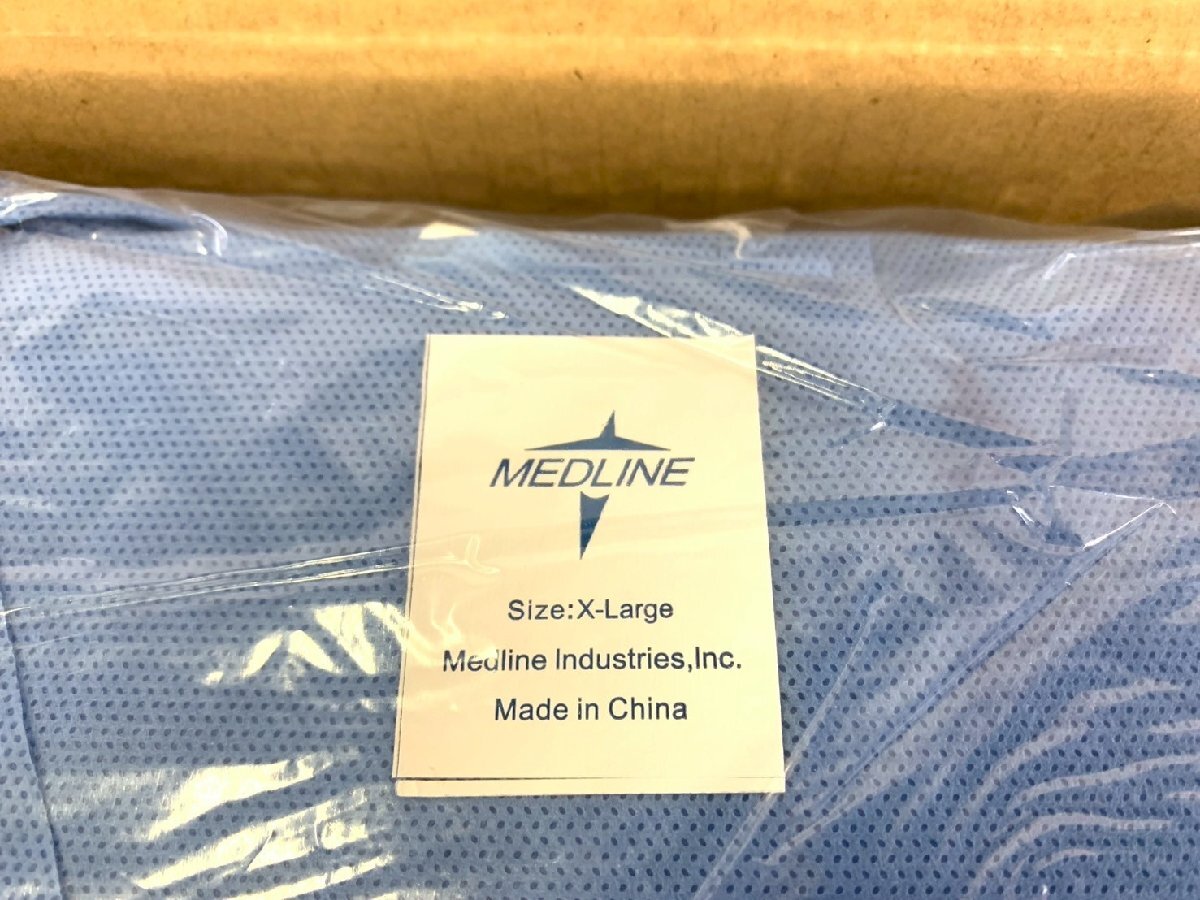 MEDLINE
Size:X-Large
Medline Industries,Inc.
Made in China